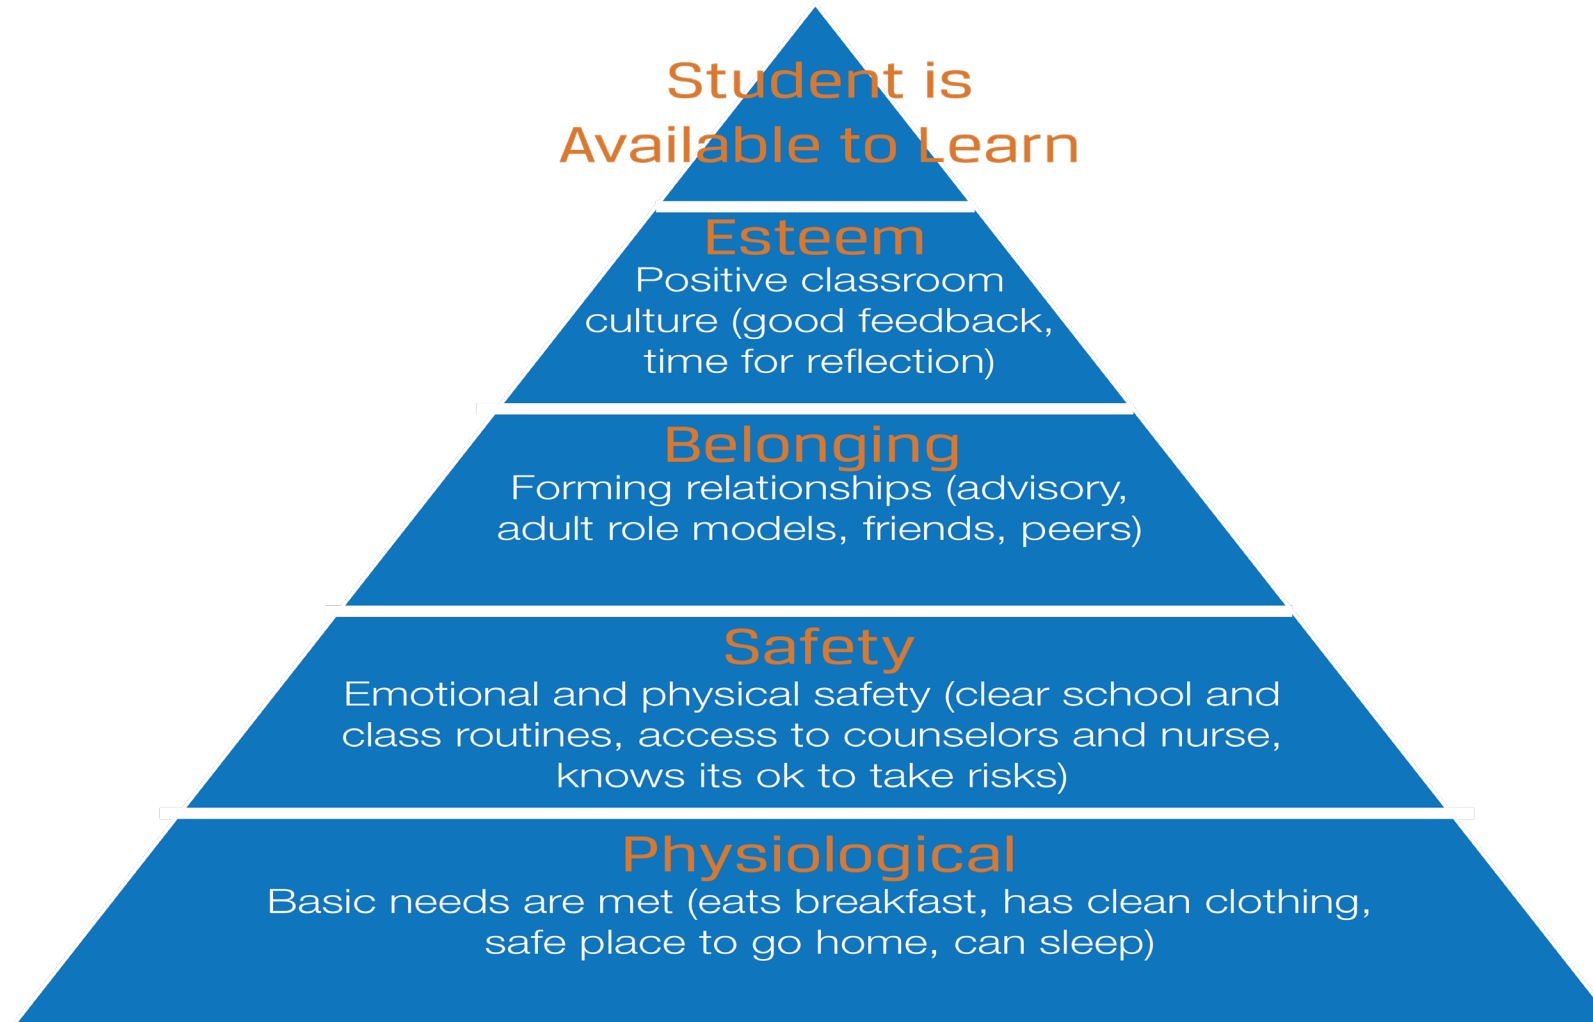 Student is
Available to Learn
Esteem
Positive classroom
culture (good feedback,
time for reflection)
Belonging
Forming relationships (advisory,
adult role models, friends, peers)
Safety
Emotional and physical safety (clear school and
class routines, access to counselors and nurse,
knows its ok to take risks)
Physiological
Basic needs are met (eats breakfast, has clean clothing,
safe place to go home, can sleep)